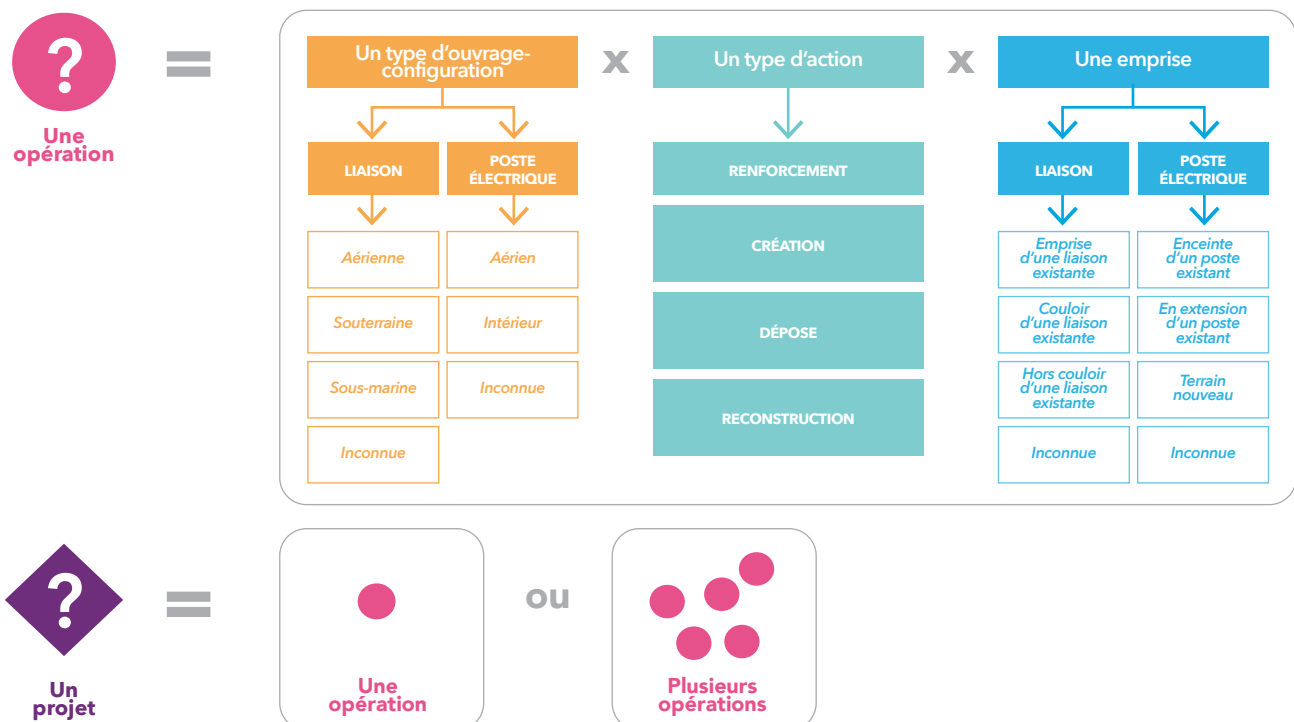 ?
Une
opération
=
Un type d'ouvrage-
configuration
x
Un type d'action
x
Une emprise
LIAISON
POSTE
ÉLECTRIQUE
Aérienne
Souterraine
Sous-marine
Inconnue
Aérien
Intérieur
Inconnue
RENFORCEMENT
CRÉATION
DÉPOSE
RECONSTRUCTION
LIAISON
POSTE
ÉLECTRIQUE
Emprise
d'une liaison
existante
Couloir
d'une liaison
existante
Hors couloir
d'une liaison
existante
Inconnue
Enceinte
d'un poste
existant
En extension
d'un poste
existant
Terrain
nouveau
Inconnue
?
Un
projet
=
Une
opération
ou
Plusieurs
opérations